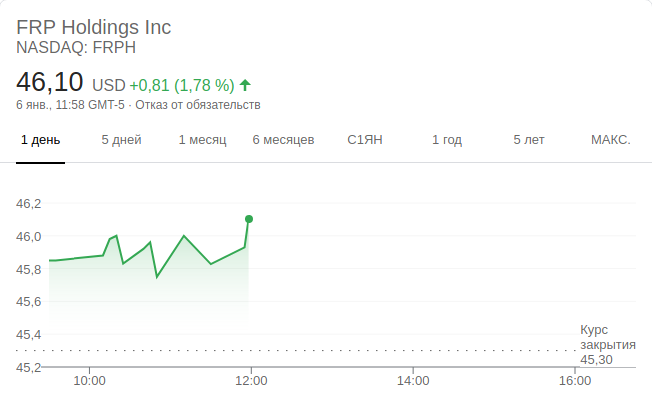 FRP Holdings Inc
NASDAQ: FRPH
46,10 USD +0,81 (1,78 %)
6 янв., 11:58 GMT-5 · Отказ от обязательств
1 день 5 дней 1 месяц 6 месяцев С1ЯН 1 год 5 лет МАКС.
46,2
46,0
45,8
45,6
45,4
45,2
Курс
закрытия
45,30
10:00 12:00 14:00 16:00